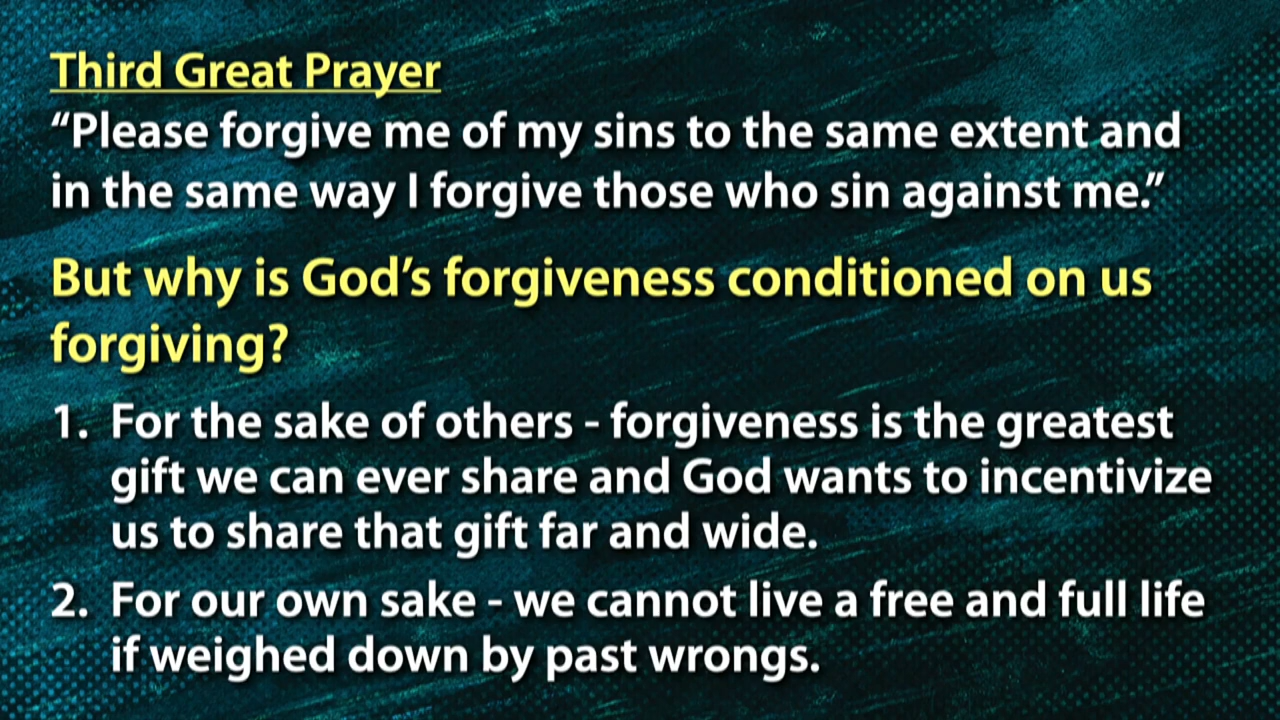 Third Great Prayer
“Please forgive me of my sins to the same extent and
in the same way I forgive those who sin against me.”
But why is God’s forgiveness conditioned on us
forgiving?
1. For the sake of others - forgiveness is the greatest
gift we can ever share and God wants to incentivize
us to share that gift far and wide.
2. For our own sake - we cannot live a free and full life
if weighed down by past wrongs.